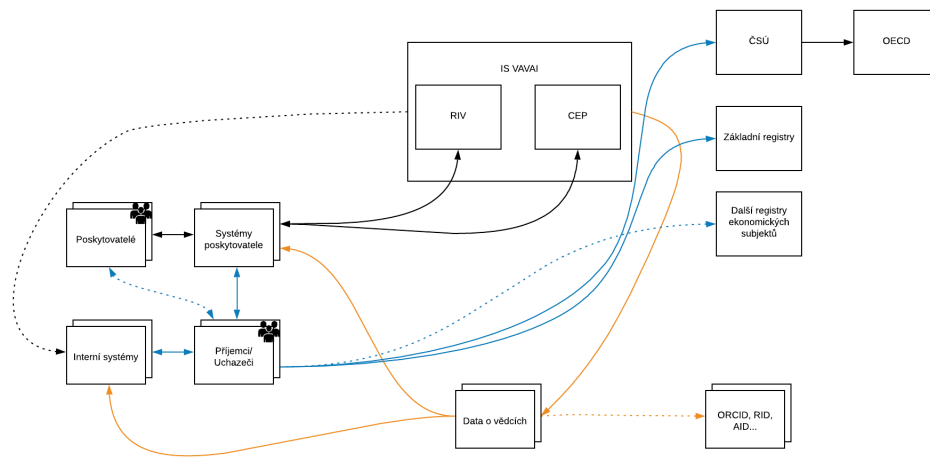 ČSÚ
OECD
IS VAVAI
RIV
CEP
Základní registry
Další registry
ekonomických
subjektů
Poskytovatelé
Systémy
poskytovatele
Interní systémy
Příjemci/
Uchazeči
Data o vědcích
ORCID, RID,
AID...